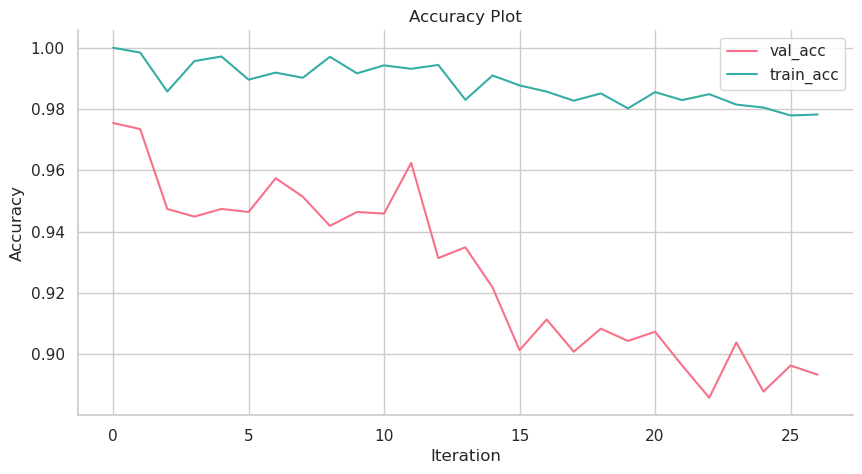 Accuracy Plot
val_acc
train_acc
1.00
0.98
0.96
0.94
0.92
0.90
Accuracy
0 5 10 15 20 25
Iteration